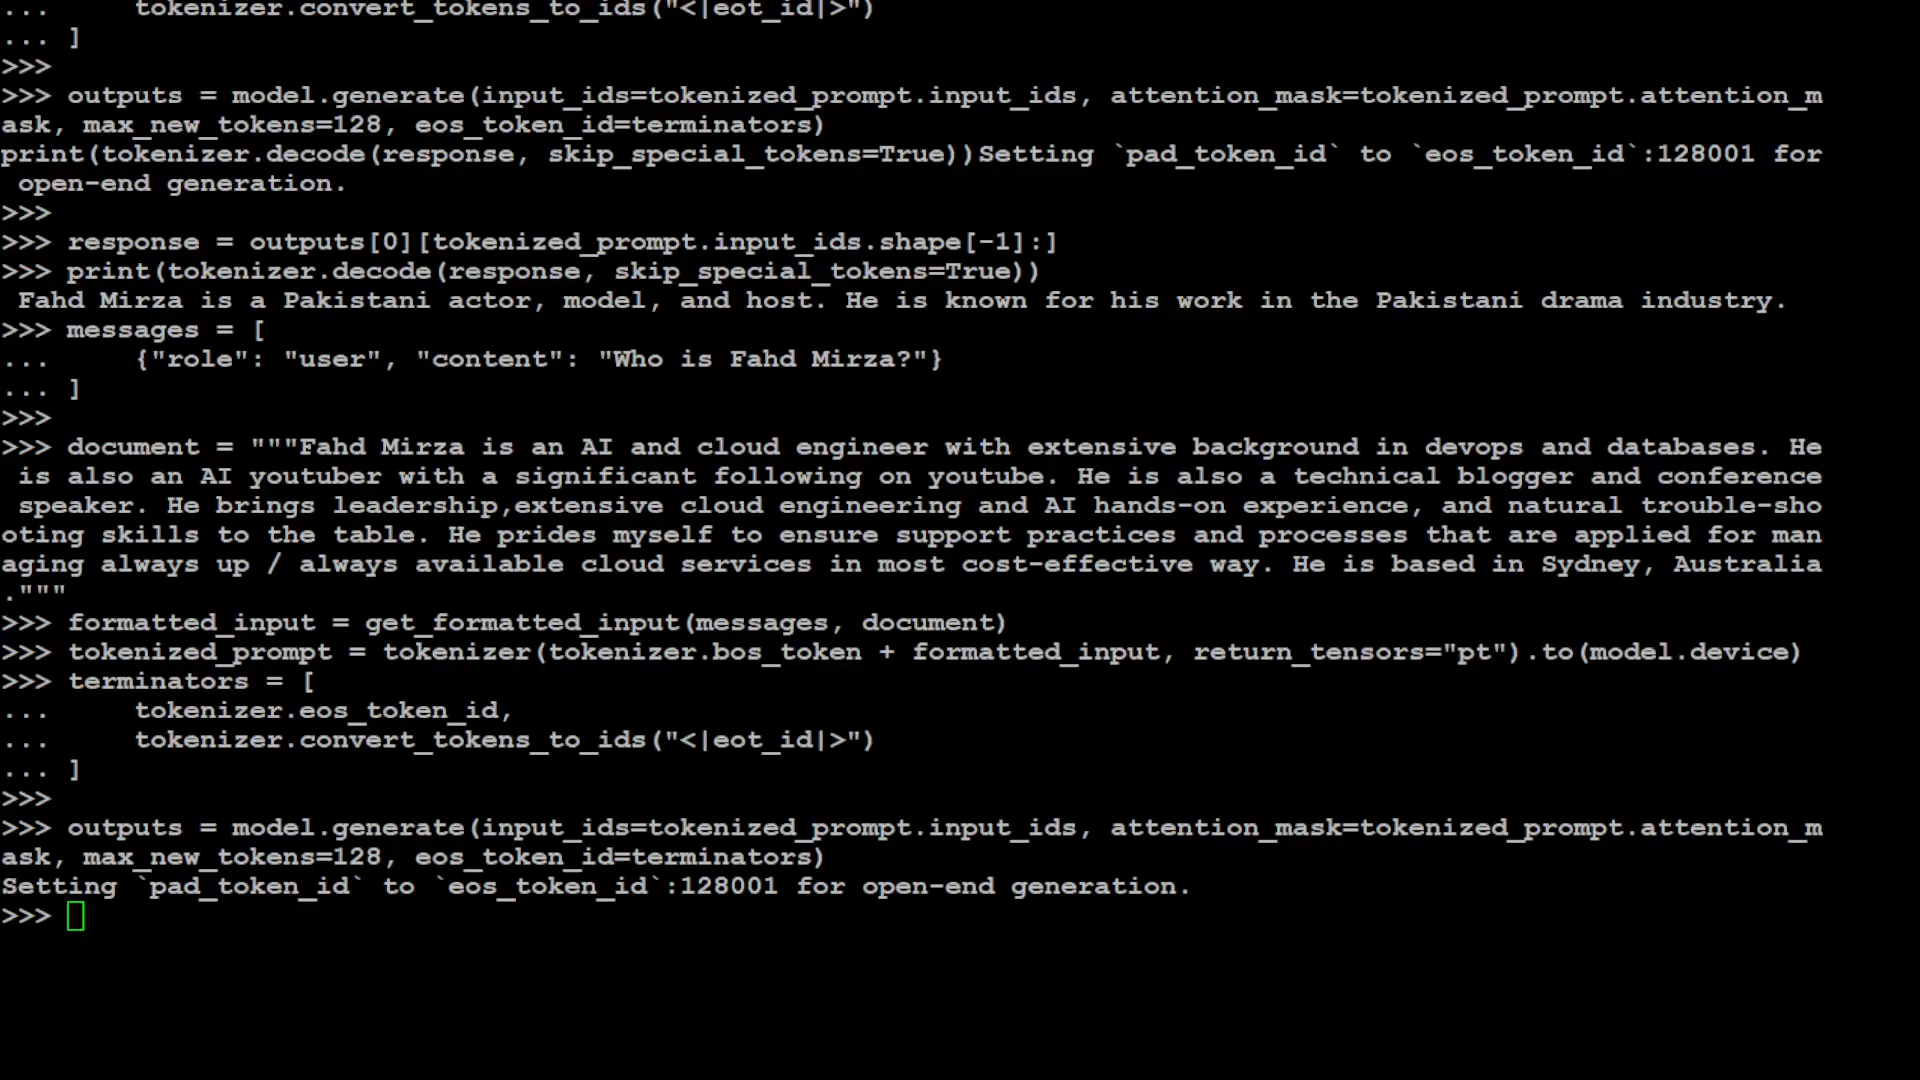 ...     tokenizer.convert_tokens_to_ids("<|eot_id|>")
... ]
>>>
>>> outputs = model.generate(input_ids=tokenized_prompt.input_ids, attention_mask=tokenized_prompt.attention_m
ask, max_new_tokens=128, eos_token_id=terminators)
print(tokenizer.decode(response, skip_special_tokens=True))Setting `pad_token_id` to `eos_token_id`:128001 for
 open-end generation.
>>>
>>> response = outputs[0][tokenized_prompt.input_ids.shape[-1]:]
>>> print(tokenizer.decode(response, skip_special_tokens=True))
 Fahd Mirza is a Pakistani actor, model, and host. He is known for his work in the Pakistani drama industry.
>>> messages = [
...     {"role": "user", "content": "Who is Fahd Mirza?"}
... ]
>>>
>>> document = """Fahd Mirza is an AI and cloud engineer with extensive background in devops and databases. He
 is also an AI youtuber with a significant following on youtube. He is also a technical blogger and conference
 speaker. He brings leadership,extensive cloud engineering and AI hands-on experience, and natural trouble-sho
oting skills to the table. He prides myself to ensure support practices and processes that are applied for man
aging always up / always available cloud services in most cost-effective way. He is based in Sydney, Australia
."""
>>> formatted_input = get_formatted_input(messages, document)
>>> tokenized_prompt = tokenizer(tokenizer.bos_token + formatted_input, return_tensors="pt").to(model.device)
>>> terminators = [
...     tokenizer.eos_token_id,
...     tokenizer.convert_tokens_to_ids("<|eot_id|>")
... ]
>>>
>>> outputs = model.generate(input_ids=tokenized_prompt.input_ids, attention_mask=tokenized_prompt.attention_m
ask, max_new_tokens=128, eos_token_id=terminators)
Setting `pad_token_id` to `eos_token_id`:128001 for open-end generation.
>>>